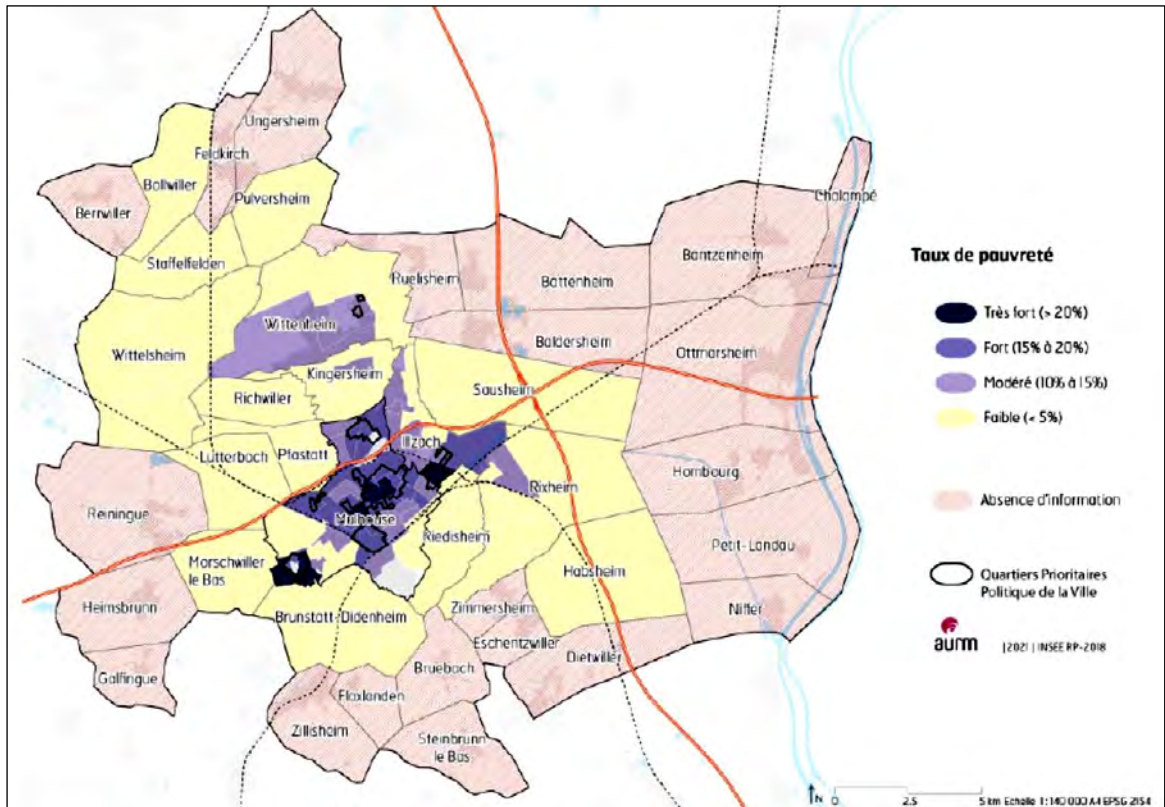 Ungersheim
Feldkirch
Bollwiller
Pulversheim
Berrwiller
Staffelfelden
Chalampé
Bantzenheim
Ruelisheim
Battenheim
Wittenheim
Baldersheim
Ottmarsheim
Wittelsheim
Kingersheim
Sausheim
Richwiller
Illzach
Lutterbach
Pfastatt
Rixheim
Hombourg
Reiningue
Mulhouse
Riedisheim
Petit-Landau
Morschwiller
le Bas
Habsheim
Heimsbrunn
Brunstatt-Didenheim
Zimmersheim
Niffer
Eschentzwiller
Galfingue
Bruebach
Dietwiller
Flaxlanden
Zillisheim
Steinbrunn
le Bas
Taux de pauvreté
Très fort (> 20%)
Fort (15% à 20%)
Modéré (10% à 15%)
Faible (< 5%)
Absence d'information
Quartiers Prioritaires
Politique de la Ville
aurm | 2021 | INSEE RP-2018
N 0 2.5 5 km Echelle 1:140 000 A4 EPSG 2154